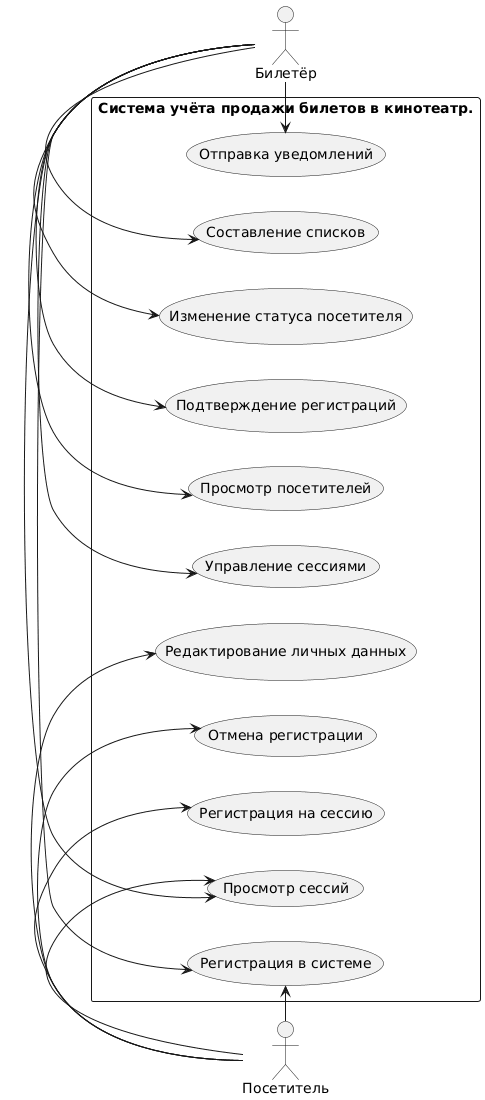 Билетёр
Система учёта продажи билетов в кинотеатр.
Отправка уведомлений
Составление списков
Изменение статуса посетителя
Подтверждение регистраций
Просмотр посетителей
Управление сессиями
Редактирование личных данных
Отмена регистрации
Регистрация на сессию
Просмотр сессий
Регистрация в системе
Посетитель